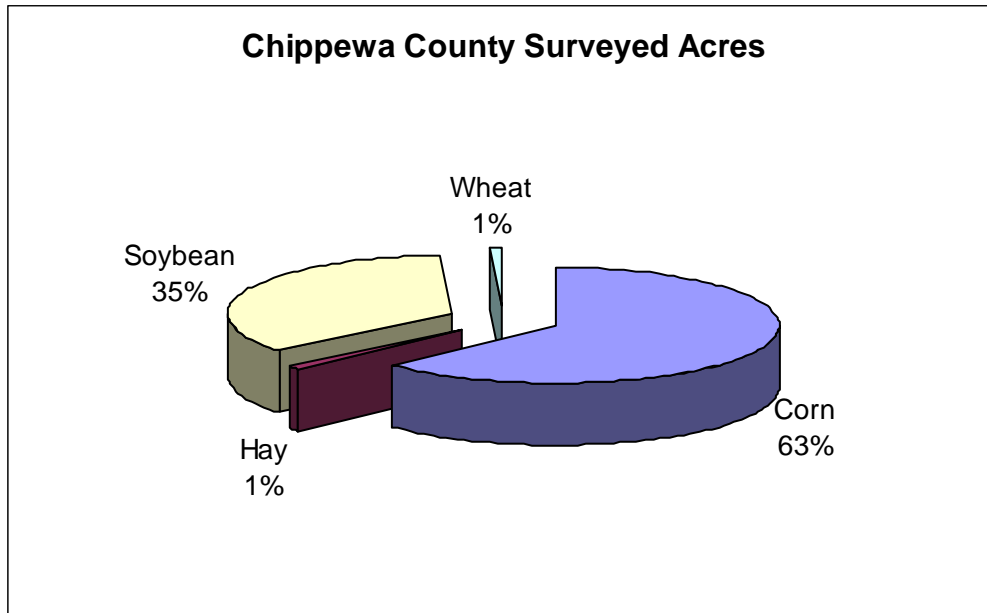 Chippewa County Surveyed Acres
Wheat
1%
Soybean
35%
Corn
63%
Hay
1%